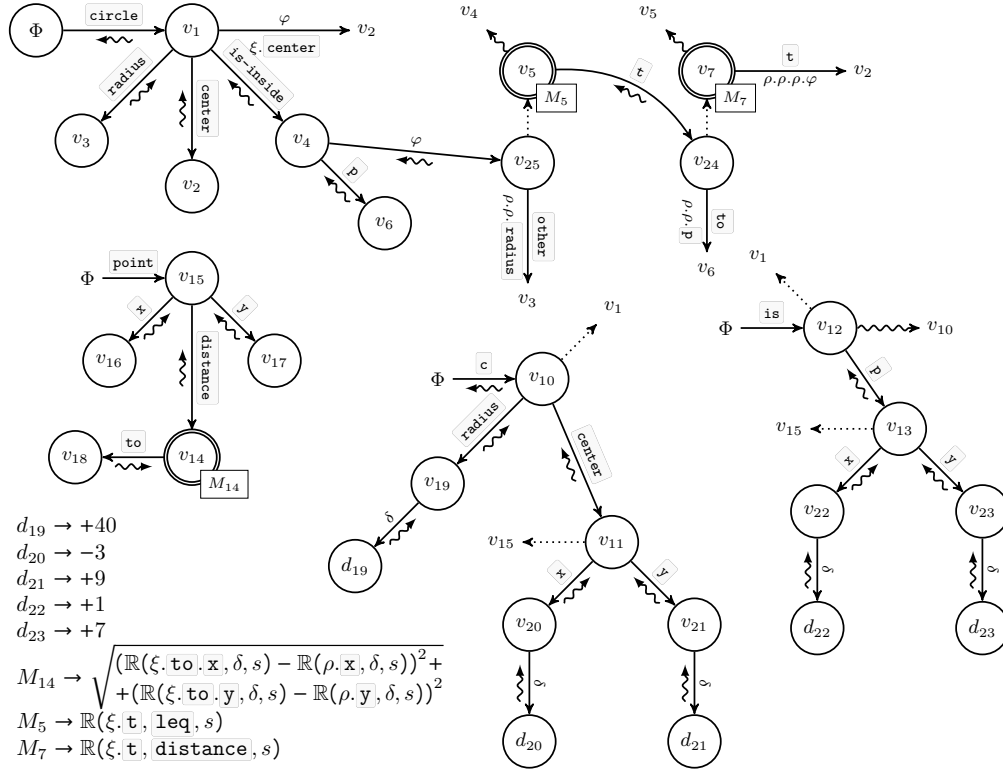 Φ circle v₁ φ ξ.center v₂
radius center is-inside
v₃ v₂ v₄ p v₆ φ
v₄ v₅ M₅ t
v₅ v₇ M₇ t ρ.ρ.ρ.φ v₂
v₂₅ ρ.ρ.radius other v₃
v₂₄ ρ.ρ.p to v₆
Φ point v₁₅
x distance y
v₁₆ v₁₇
v₁₈ to v₁₄ M₁₄
v₁
Φ c v₁₀
radius center
v₁₉ δ d₁₉
v₁₅ v₁₁
x y
v₂₀ v₂₁
δ δ
d₂₀ d₂₁
v₁
Φ is v₁₂ v₁₀
p
v₁₅ v₁₃
x y
v₂₂ v₂₃
δ δ
d₂₂ d₂₃
d₁₉ → +40
d₂₀ → −3
d₂₁ → +9
d₂₂ → +1
d₂₃ → +7
M₁₄ → √(ℝ(ξ.to.x, δ, s) − ℝ(ρ.x, δ, s))² +
+(ℝ(ξ.to.y, δ, s) − ℝ(ρ.y, δ, s))²
M₅ → ℝ(ξ.t, leq, s)
M₇ → ℝ(ξ.t, distance, s)